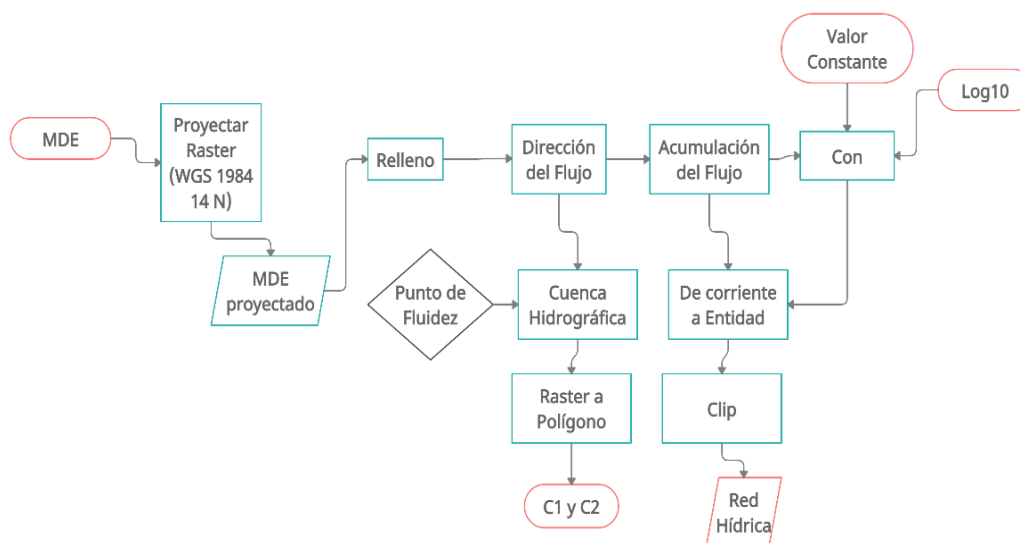 Valor
Constante
Log10
MDE
Proyectar
Raster
(WGS 1984
14 N)
Relleno
Dirección
del Flujo
Acumulación
del Flujo
Con
MDE
proyectado
Punto de
Fluidez
Cuenca
Hidrográfica
De corriente
a Entidad
Raster a
Polígono
Clip
C1 y C2
Red
Hídrica